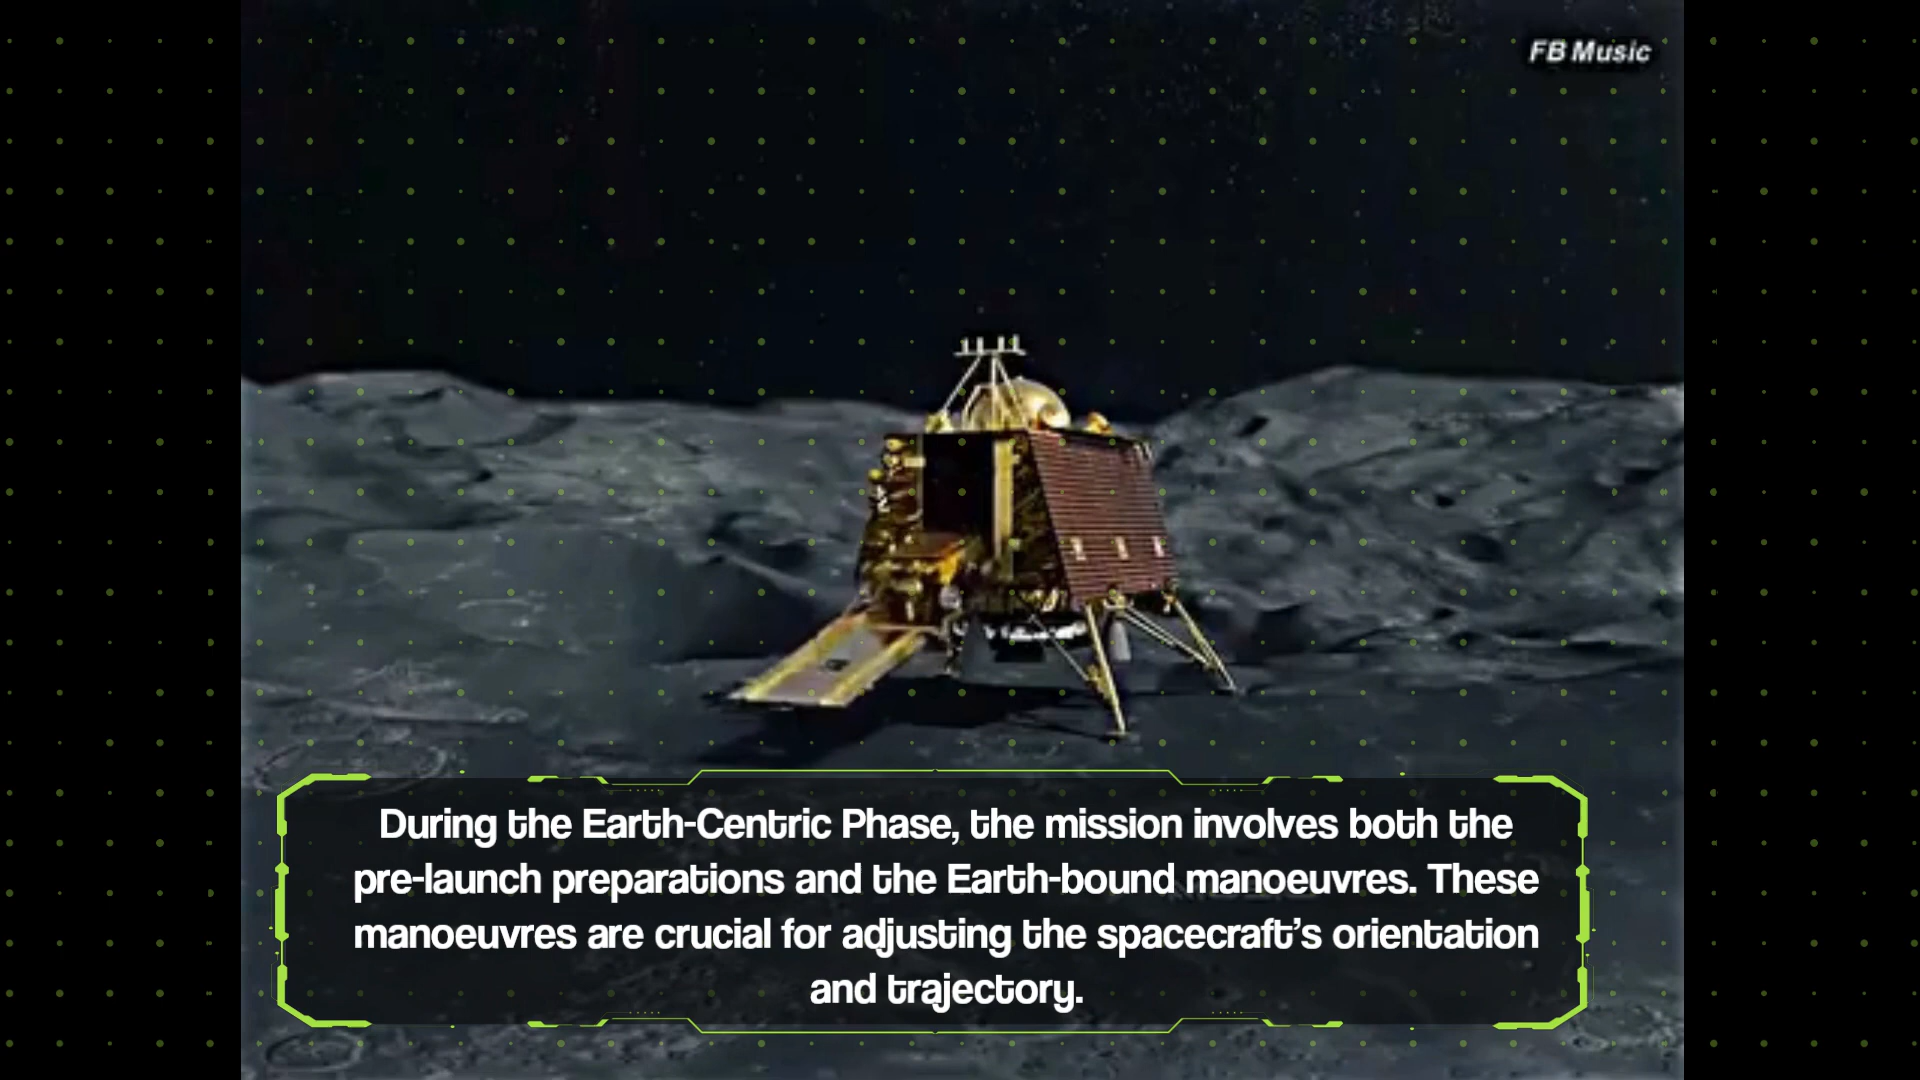 FB Music
During the Earth-Centric Phase, the mission involves both the
pre-launch preparations and the Earth-bound manoeuvres. These
manoeuvres are crucial for adjusting the spacecraft’s orientation
and trajectory.